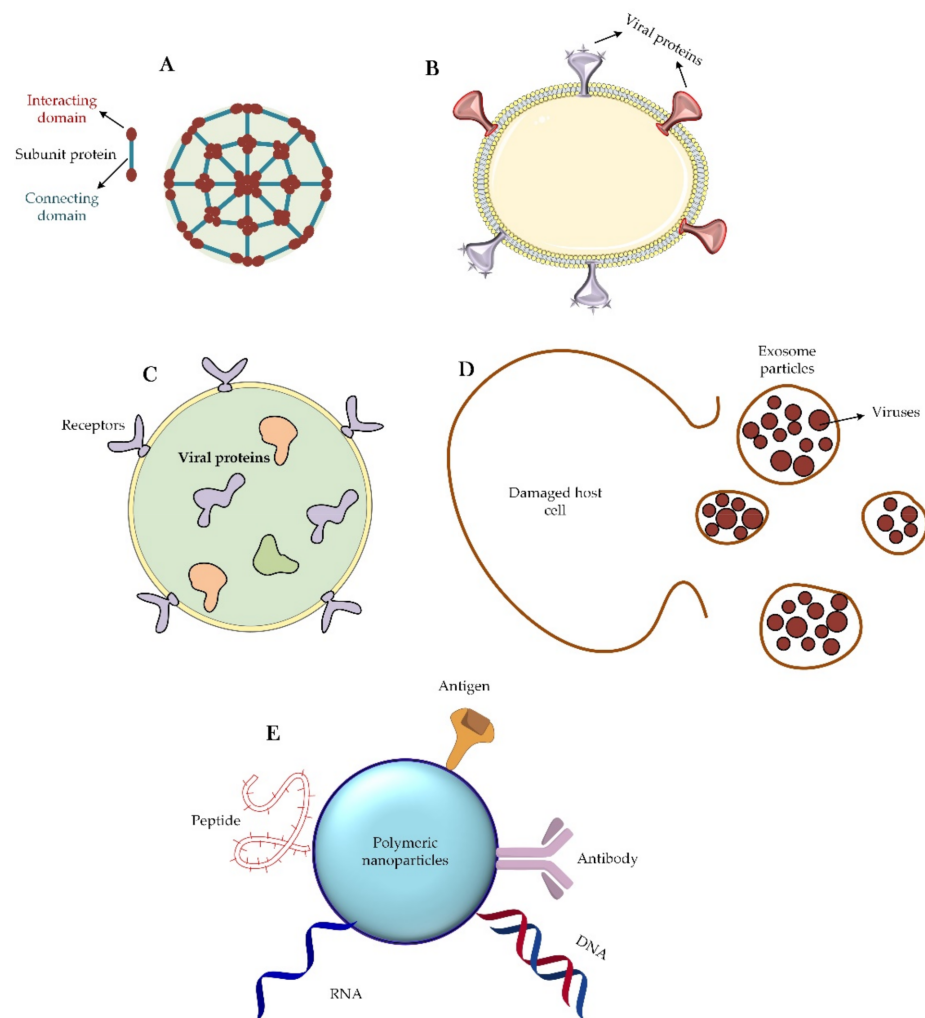 A
Interacting
domain
Subunit protein
Connecting
domain
B
Viral proteins
C
Receptors
Viral proteins
D
Exosome
particles
Viruses
Damaged host
cell
E
Antigen
Peptide
Polymeric
nanoparticles
Antibody
RNA
DNA